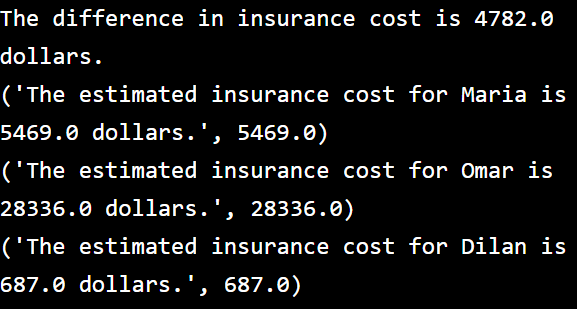 The difference in insurance cost is 4782.0
dollars.
('The estimated insurance cost for Maria is
5469.0 dollars.', 5469.0)
('The estimated insurance cost for Omar is
28336.0 dollars.', 28336.0)
('The estimated insurance cost for Dilan is
687.0 dollars.', 687.0)